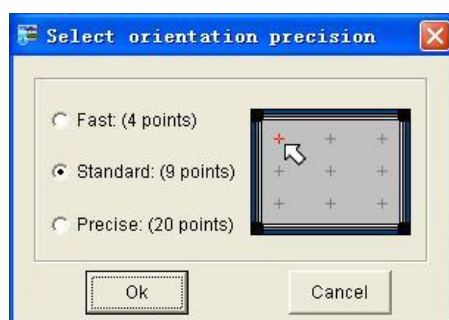 Select orientation precision
Fast: (4 points)
Standard: (9 points)
Precise: (20 points)
Ok
Cancel